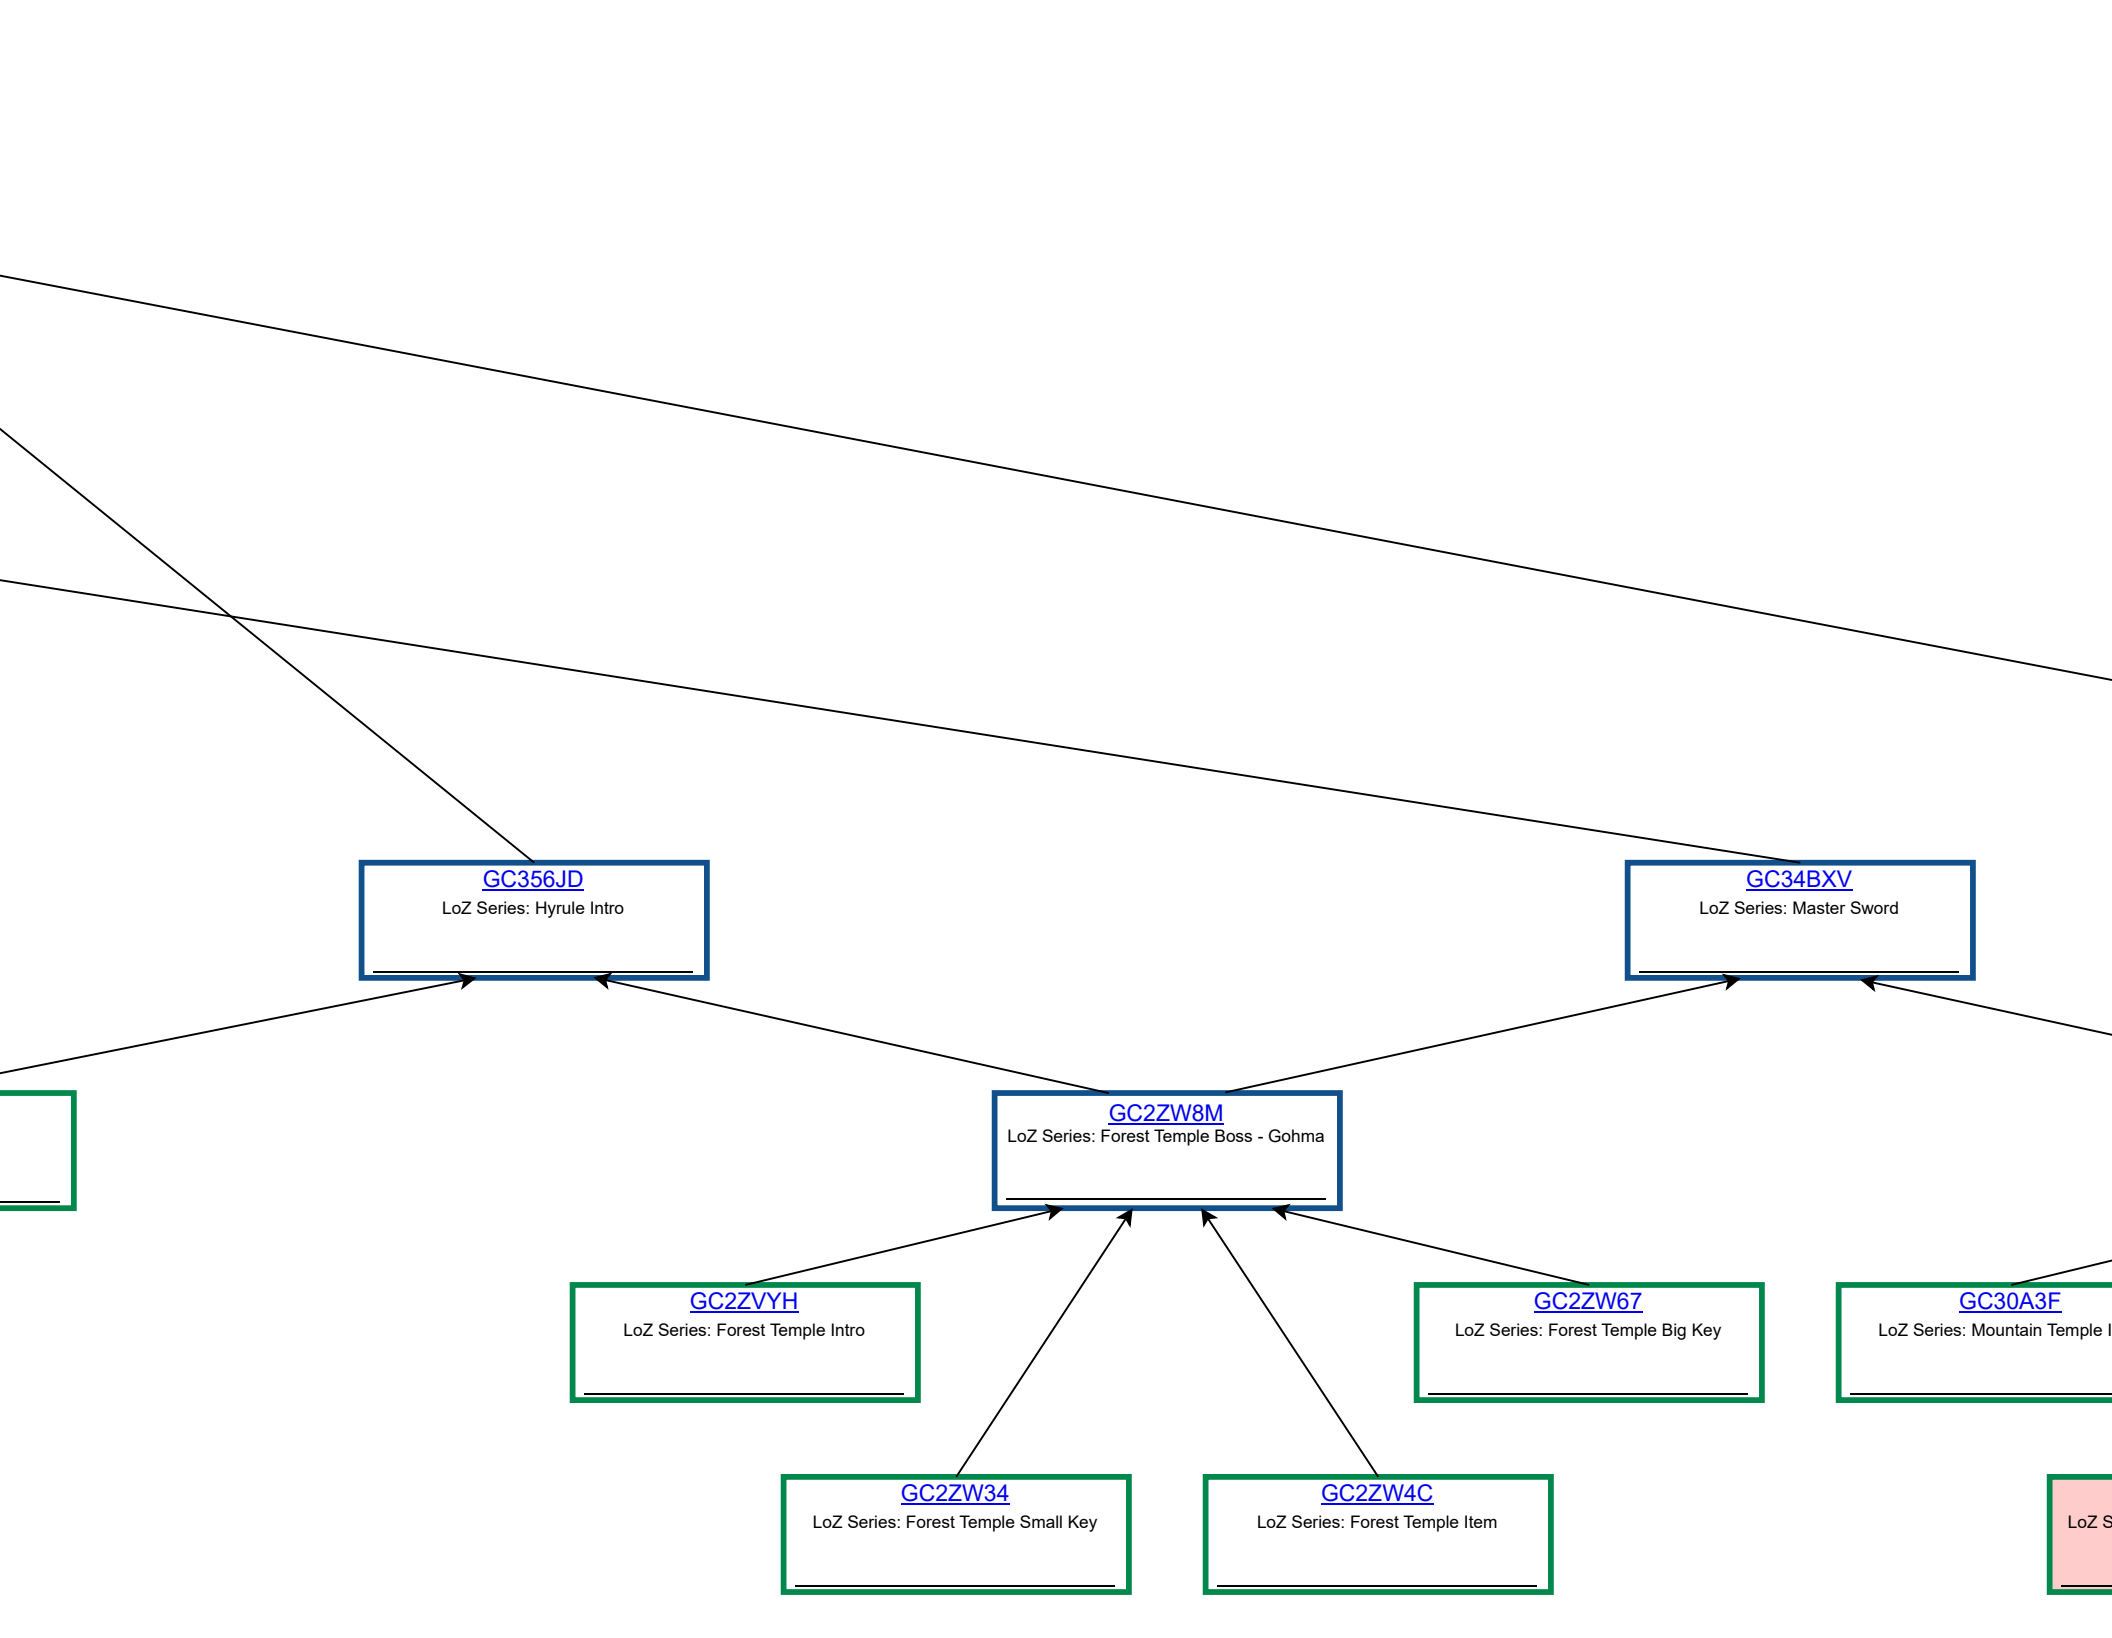 GC356JD
LoZ Series: Hyrule Intro
GC34BXV
LoZ Series: Master Sword
GC2ZW8M
LoZ Series: Forest Temple Boss - Gohma
GC2ZVYH
LoZ Series: Forest Temple Intro
GC2ZW67
LoZ Series: Forest Temple Big Key
GC30A3F
LoZ Series: Mountain Temple
GC2ZW34
LoZ Series: Forest Temple Small Key
GC2ZW4C
LoZ Series: Forest Temple Item
LoZ